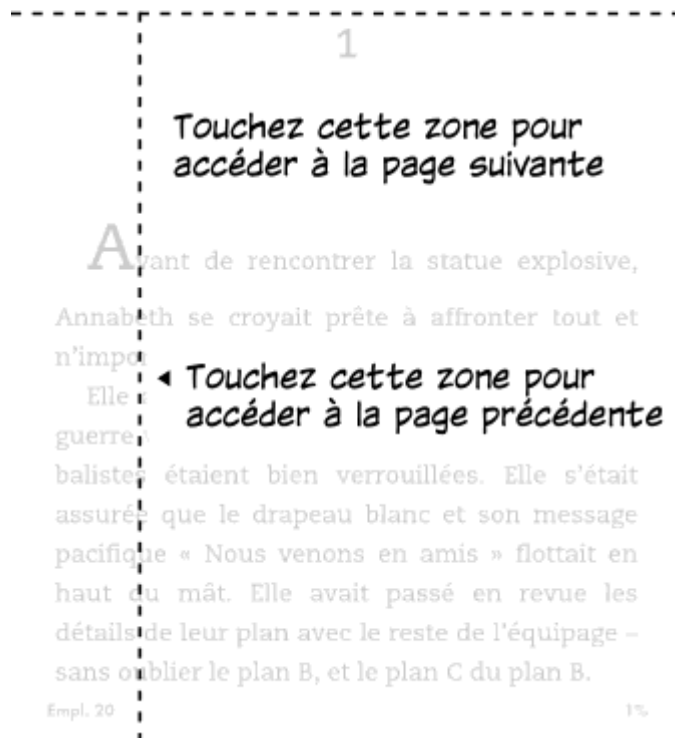 1
Touchez cette zone pour
accéder à la page suivante
Avant de rencontrer la statue explosive,
Annabeth se croyait prête à affronter tout et
n'impor
Touchez cette zone pour
Elle
accéder à la page précédente
guerre
balistes étaient bien verrouillées. Elle s'était
assurée que le drapeau blanc et son message
pacifique « Nous venons en amis » flottait en
haut du mât. Elle avait passé en revue les
détails de leur plan avec le reste de l'équipage –
sans oublier le plan B, et le plan C du plan B.
Empl. 20 1%